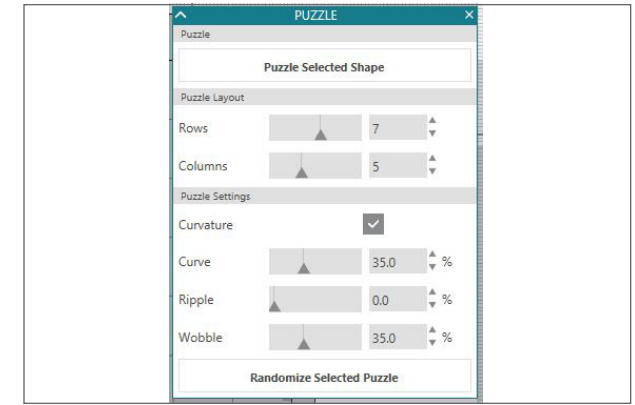 PUZZLE
Puzzle
Puzzle Selected Shape
Puzzle Layout
Rows 7
Columns 5
Puzzle Settings
Curvature
Curve 35.0 %
Ripple 0.0 %
Wobble 35.0 %
Randomize Selected Puzzle